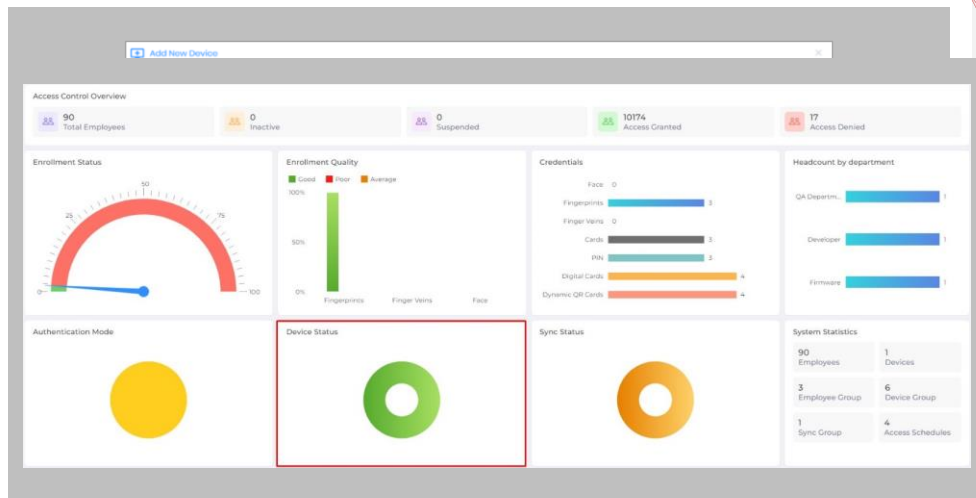 Add New Device
Access Control Overview
90
Total Employees
0
Inactive
0
Suspended
10174
Access Granted
17
Access Denied
Enrollment Status
0
25
50
75
100
Enrollment Quality
Good Poor Average
100%
50%
0%
Fingerprints Finger Veins Face
Credentials
Face 0
Fingerprints 3
Finger Veins 0
Cards 3
PIN 3
Digital Cards 4
Dynamic QR Cards 4
Headcount by department
QA Departm... 1
Developer 1
Firmware 1
Authentication Mode
Device Status
Sync Status
System Statistics
90
Employees
1
Devices
3
Employee Group
6
Device Group
1
Sync Group
4
Access Schedules